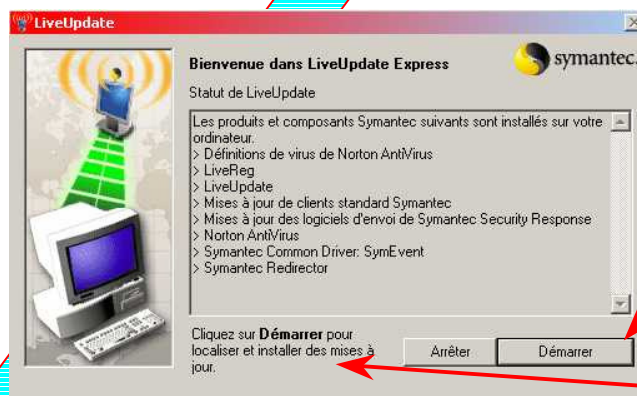 LiveUpdate
symantec.
Bienvenue dans LiveUpdate Express
Statut de LiveUpdate
Les produits et composants Symantec suivants sont installés sur votre
ordinateur.
> Définitions de virus de Norton AntiVirus
> LiveReg
> LiveUpdate
> Mises à jour de clients standard Symantec
> Mises à jour des logiciels d'envoi de Symantec Security Response
> Norton AntiVirus
> Symantec Common Driver: SymEvent
> Symantec Redirector
Cliquez sur Démarrer pour
localiser et installer des mises à
jour.
Arrêter
Démarrer